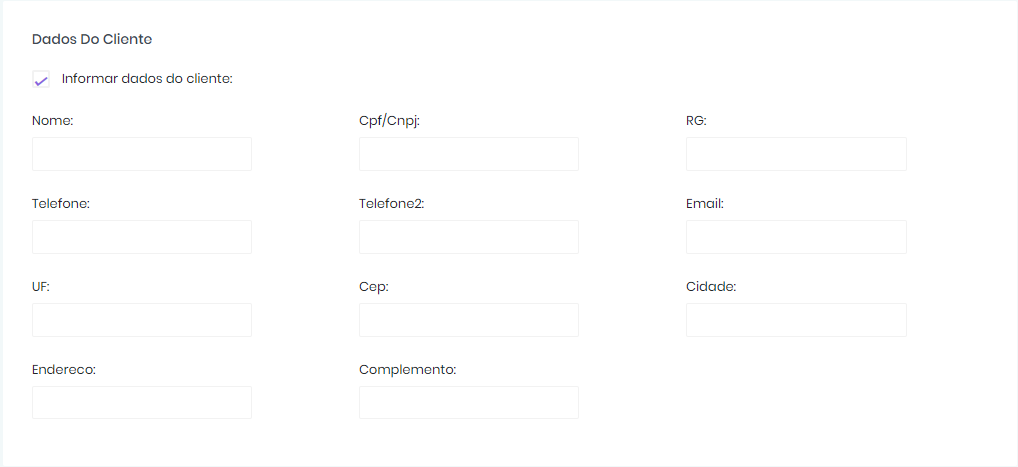 Dados Do Cliente
Informar dados do cliente:
Nome: Cpf/Cnpj: RG:
Telefone: Telefone2: Email:
UF: Cep: Cidade:
Endereco: Complemento: